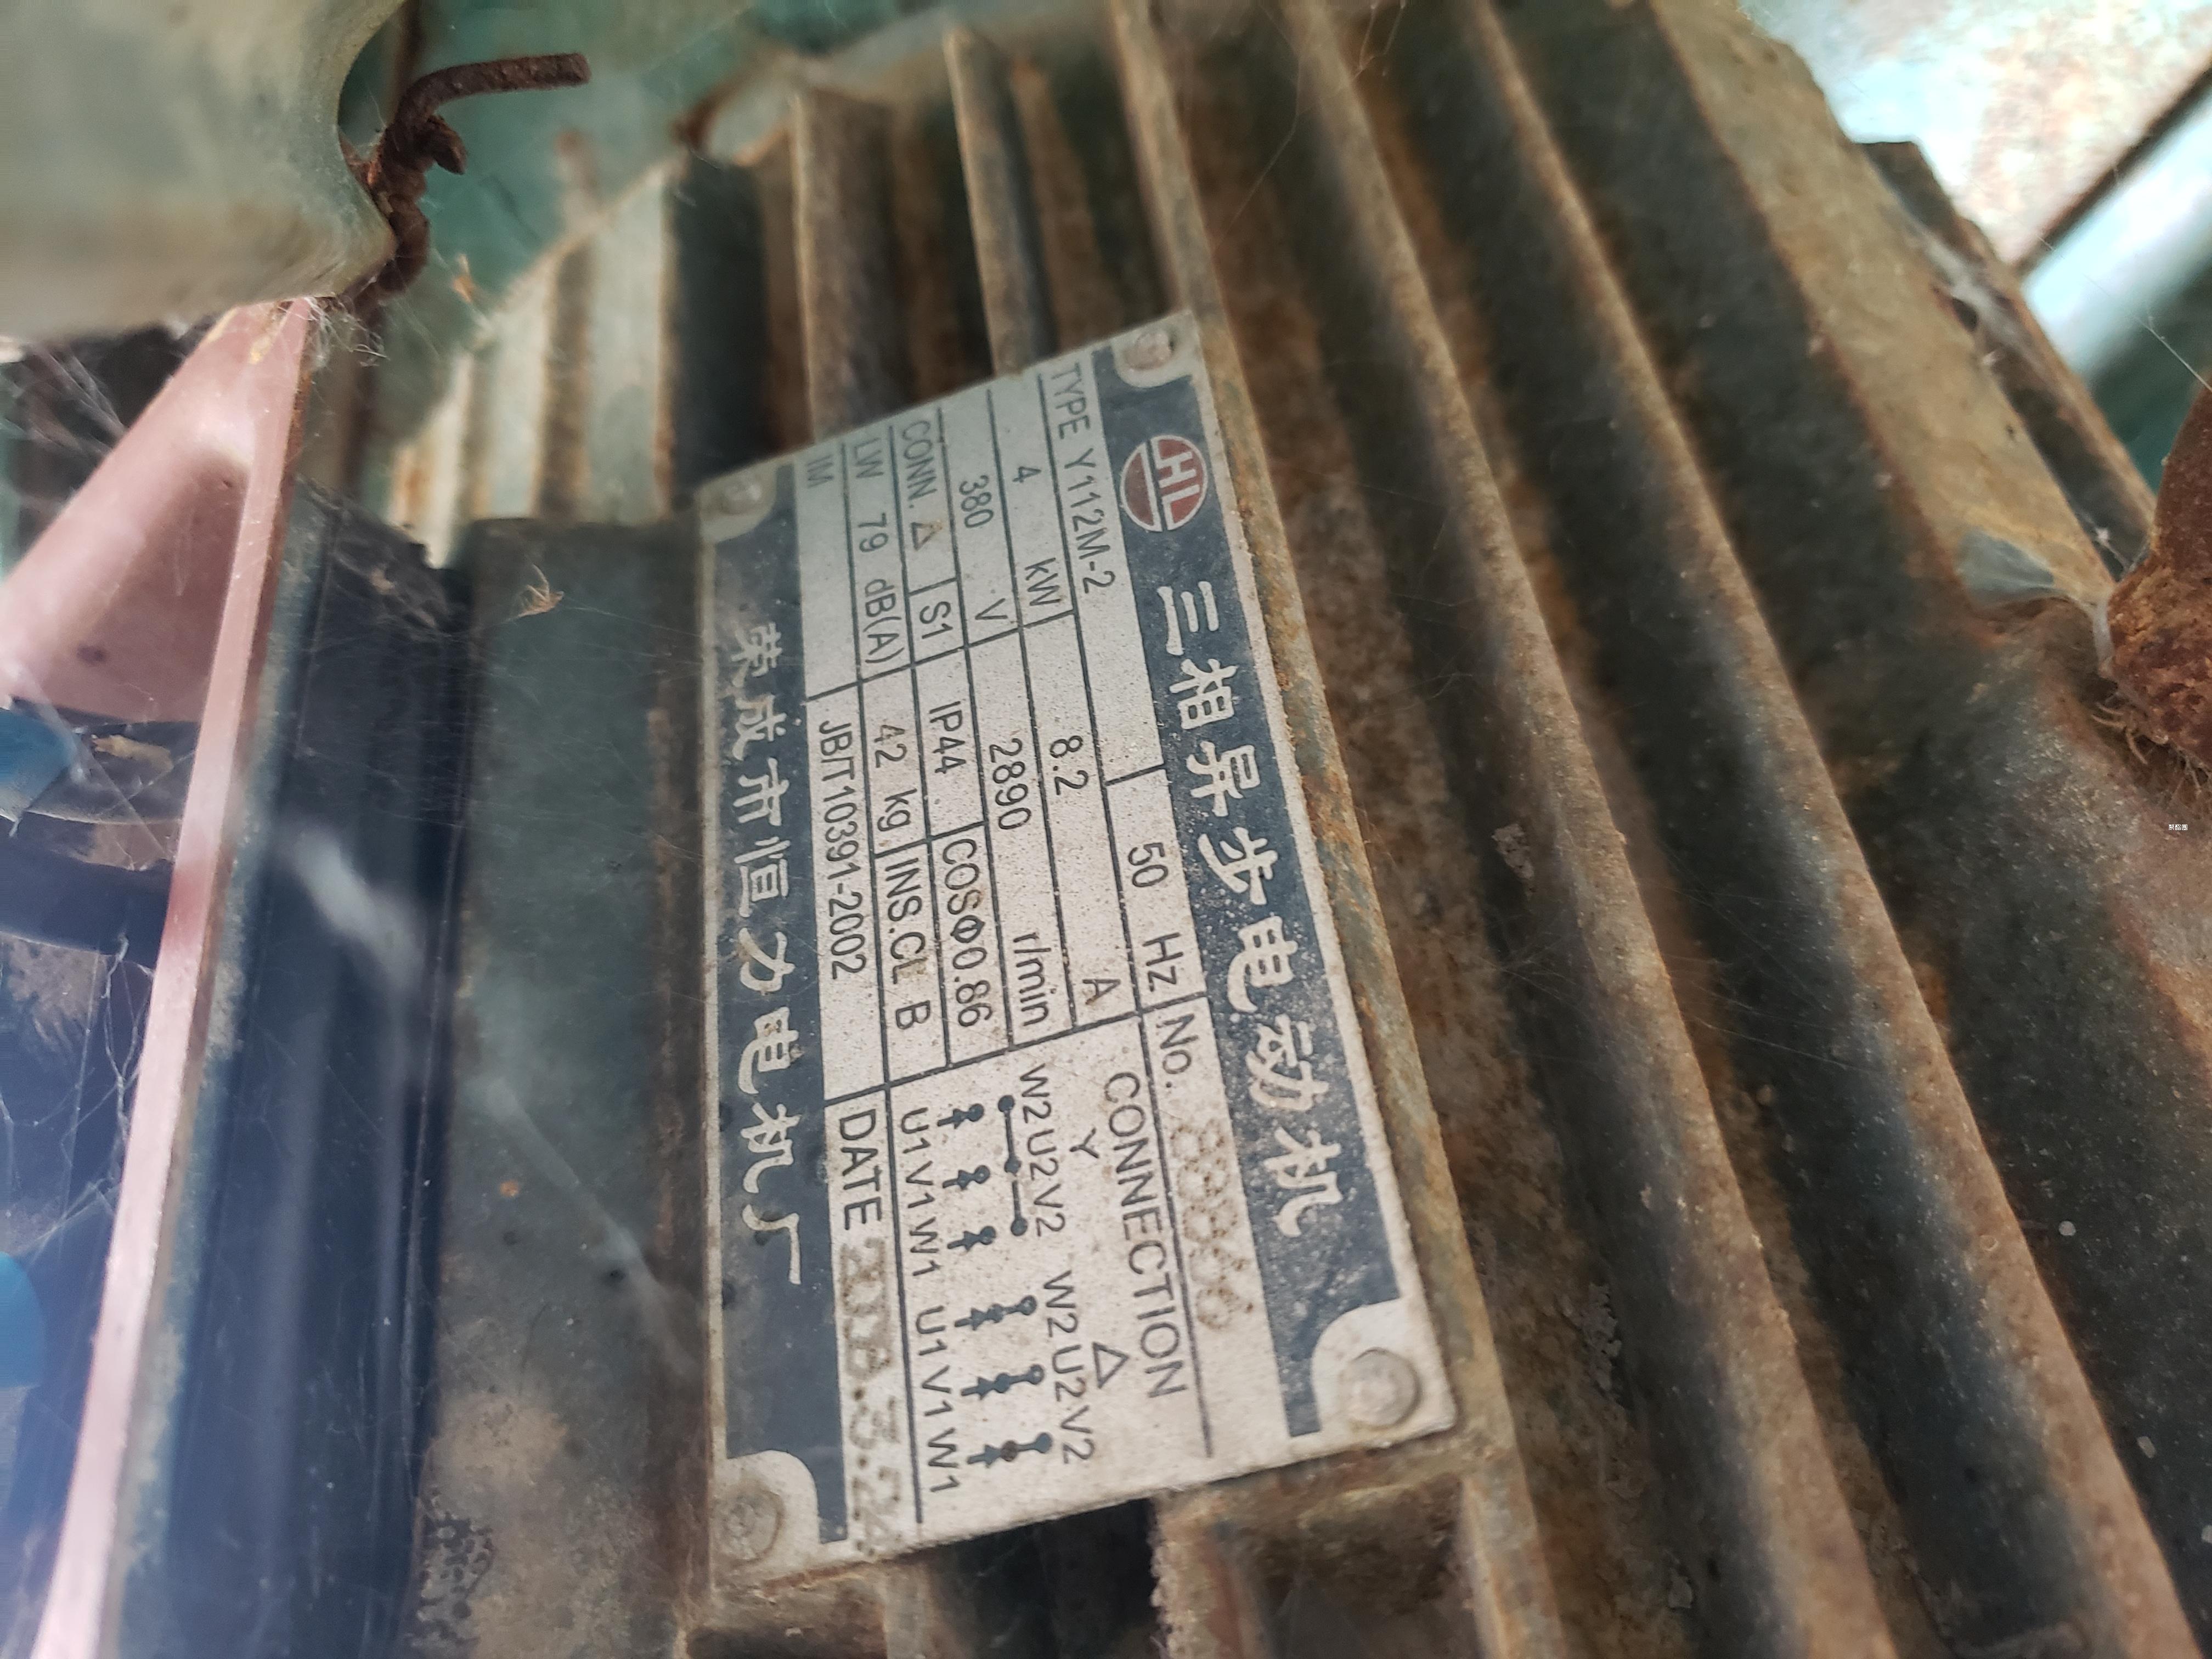 HL 三相异步电动机
TYPE Y112M-2 50 Hz No.
4 kW 8.2 A CONNECTION
380 V 2890 r/min Y △
CONN. △ S1 IP44 COSΦ0.86 W2 U2 V2 W2 U2 V2
LW 79 dB(A) 42 kg INS.CL B U1 V1 W1 U1 V1 W1
IM JB/T10391-2002 DATE
荣成市恒力电机厂